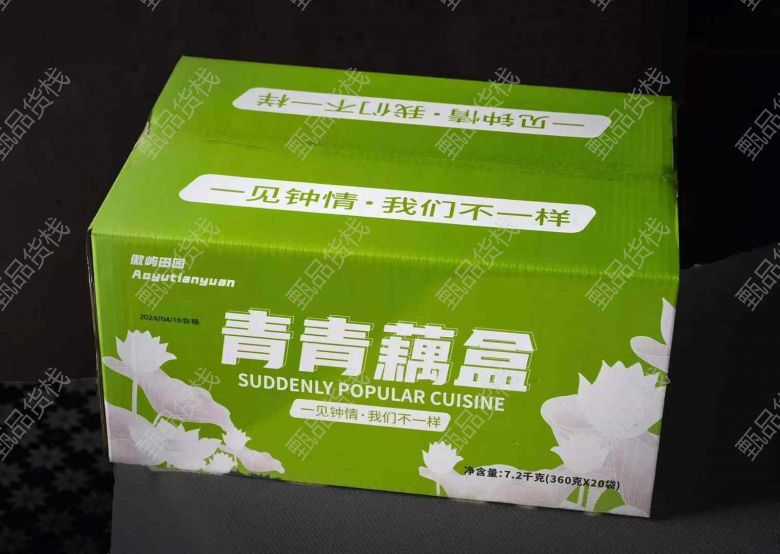 一见钟情·我们不一样
一见钟情·我们不一样
傲屿田园
Aoyutianyuan
2024/04/16合格
青青藕盒
SUDDENLY POPULAR CUISINE
一见钟情·我们不一样
净含量:7.2千克(360克X20袋)
甄品货栈